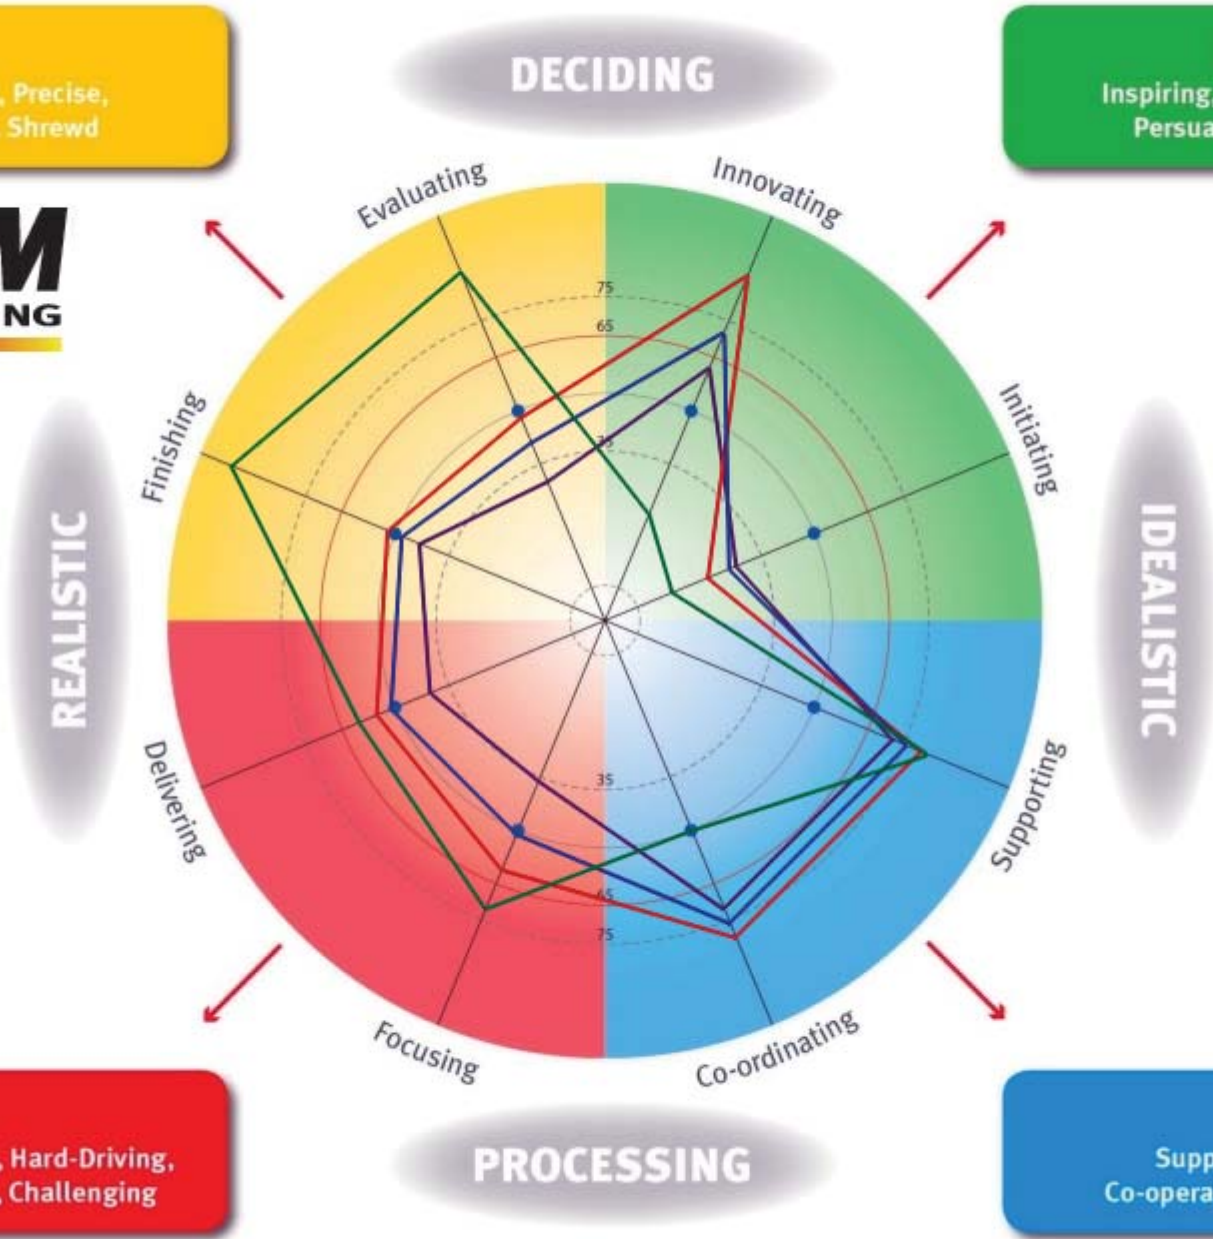 DECIDING
, Precise,
Shrewd
Inspiring,
Persua
M
NG
Evaluating
Innovating
Finishing
Initiating
75
65
35
REALISTIC
IDEALISTIC
35
65
75
Delivering
Supporting
Focusing
Co-ordinating
PROCESSING
, Hard-Driving,
, Challenging
Supp
Co-opera